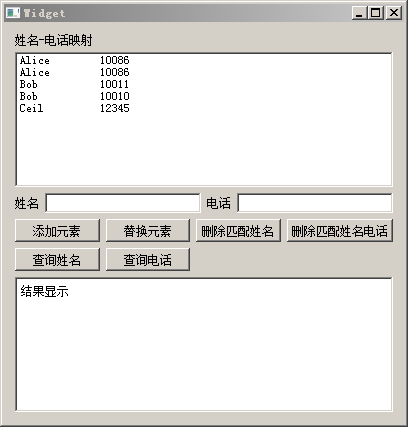 Widget
姓名-电话映射
Alice 10086
Alice 10086
Bob 10011
Bob 10010
Ceil 12345
姓名 电话
添加元素 替换元素 删除匹配姓名 删除匹配姓名电话
查询姓名 查询电话
结果显示